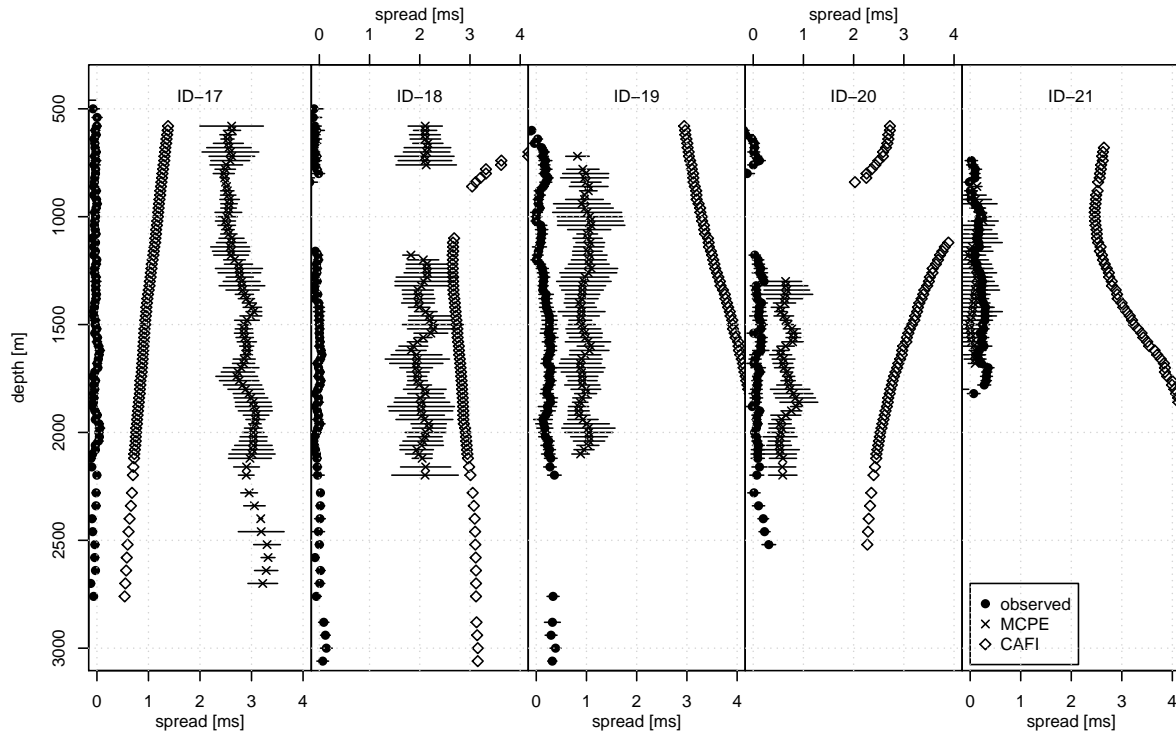 spread [ms]
spread [ms]
0 1 2 3 4
0 1 2 3 4
ID−17
ID−18
ID−19
ID−20
ID−21
depth [m]
500
1000
1500
2000
2500
3000
observed
MCPE
CAFI
0 1 2 3 4
0 1 2 3 4
0 1 2 3 4
spread [ms]
spread [ms]
spread [ms]